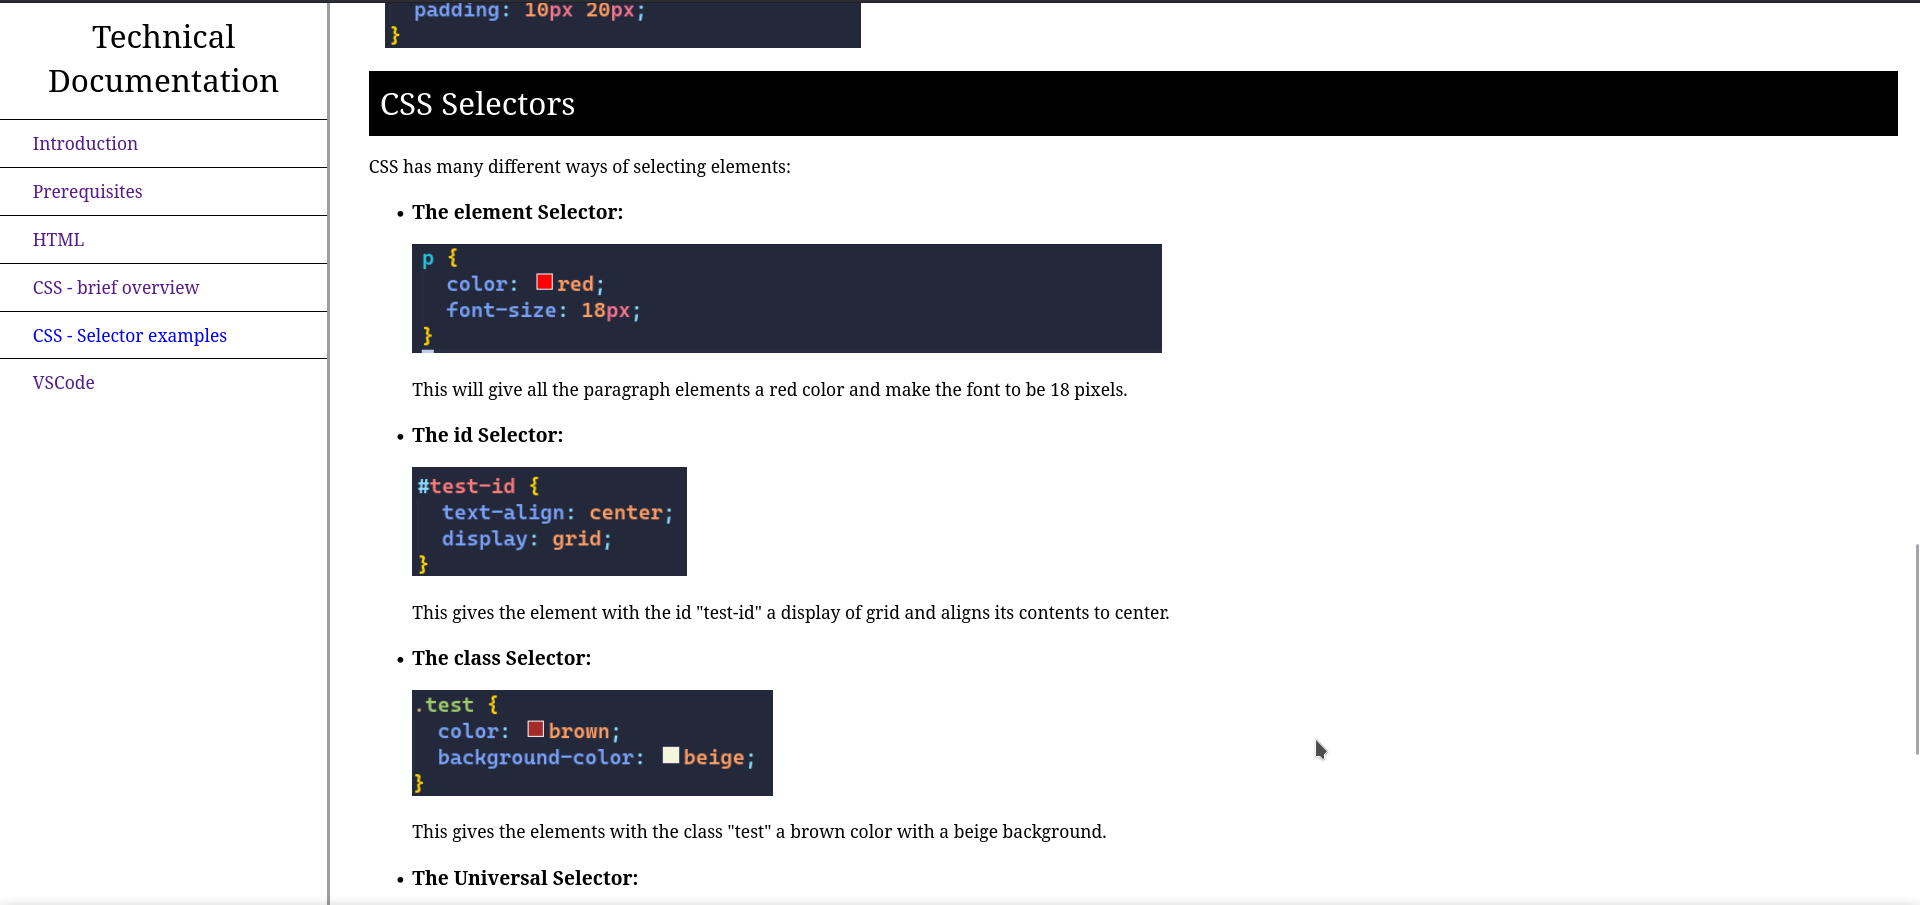 Technical
Documentation
Introduction
Prerequisites
HTML
CSS - brief overview
CSS - Selector examples
VSCode
padding: 10px 20px;
}
CSS Selectors
CSS has many different ways of selecting elements:
• The element Selector:
p {
color: red;
font-size: 18px;
}
This will give all the paragraph elements a red color and make the font to be 18 pixels.
• The id Selector:
#test-id {
text-align: center;
display: grid;
}
This gives the element with the id "test-id" a display of grid and aligns its contents to center.
• The class Selector:
.test {
color: brown;
background-color: beige;
}
This gives the elements with the class "test" a brown color with a beige background.
• The Universal Selector: